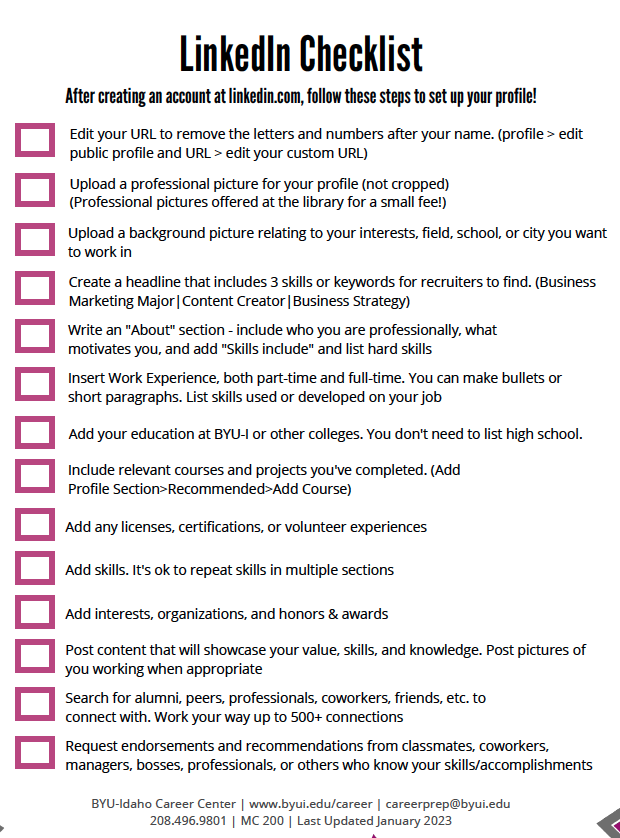 LinkedIn Checklist
After creating an account at linkedin.com, follow these steps to set up your profile!
Edit your URL to remove the letters and numbers after your name. (profile > edit
public profile and URL > edit your custom URL)
Upload a professional picture for your profile (not cropped)
(Professional pictures offered at the library for a small fee!)
Upload a background picture relating to your interests, field, school, or city you want
to work in
Create a headline that includes 3 skills or keywords for recruiters to find. (Business
Marketing Major|Content Creator|Business Strategy)
Write an "About" section - include who you are professionally, what
motivates you, and add "Skills include" and list hard skills
Insert Work Experience, both part-time and full-time. You can make bullets or
short paragraphs. List skills used or developed on your job
Add your education at BYU-I or other colleges. You don't need to list high school.
Include relevant courses and projects you've completed. (Add
Profile Section>Recommended>Add Course)
Add any licenses, certifications, or volunteer experiences
Add skills. It's ok to repeat skills in multiple sections
Add interests, organizations, and honors & awards
Post content that will showcase your value, skills, and knowledge. Post pictures of
you working when appropriate
Search for alumni, peers, professionals, coworkers, friends, etc. to
connect with. Work your way up to 500+ connections
Request endorsements and recommendations from classmates, coworkers,
managers, bosses, professionals, or others who know your skills/accomplishments
BYU-Idaho Career Center | www.byui.edu/career | careerprep@byui.edu
208.496.9801 | MC 200 | Last Updated January 2023